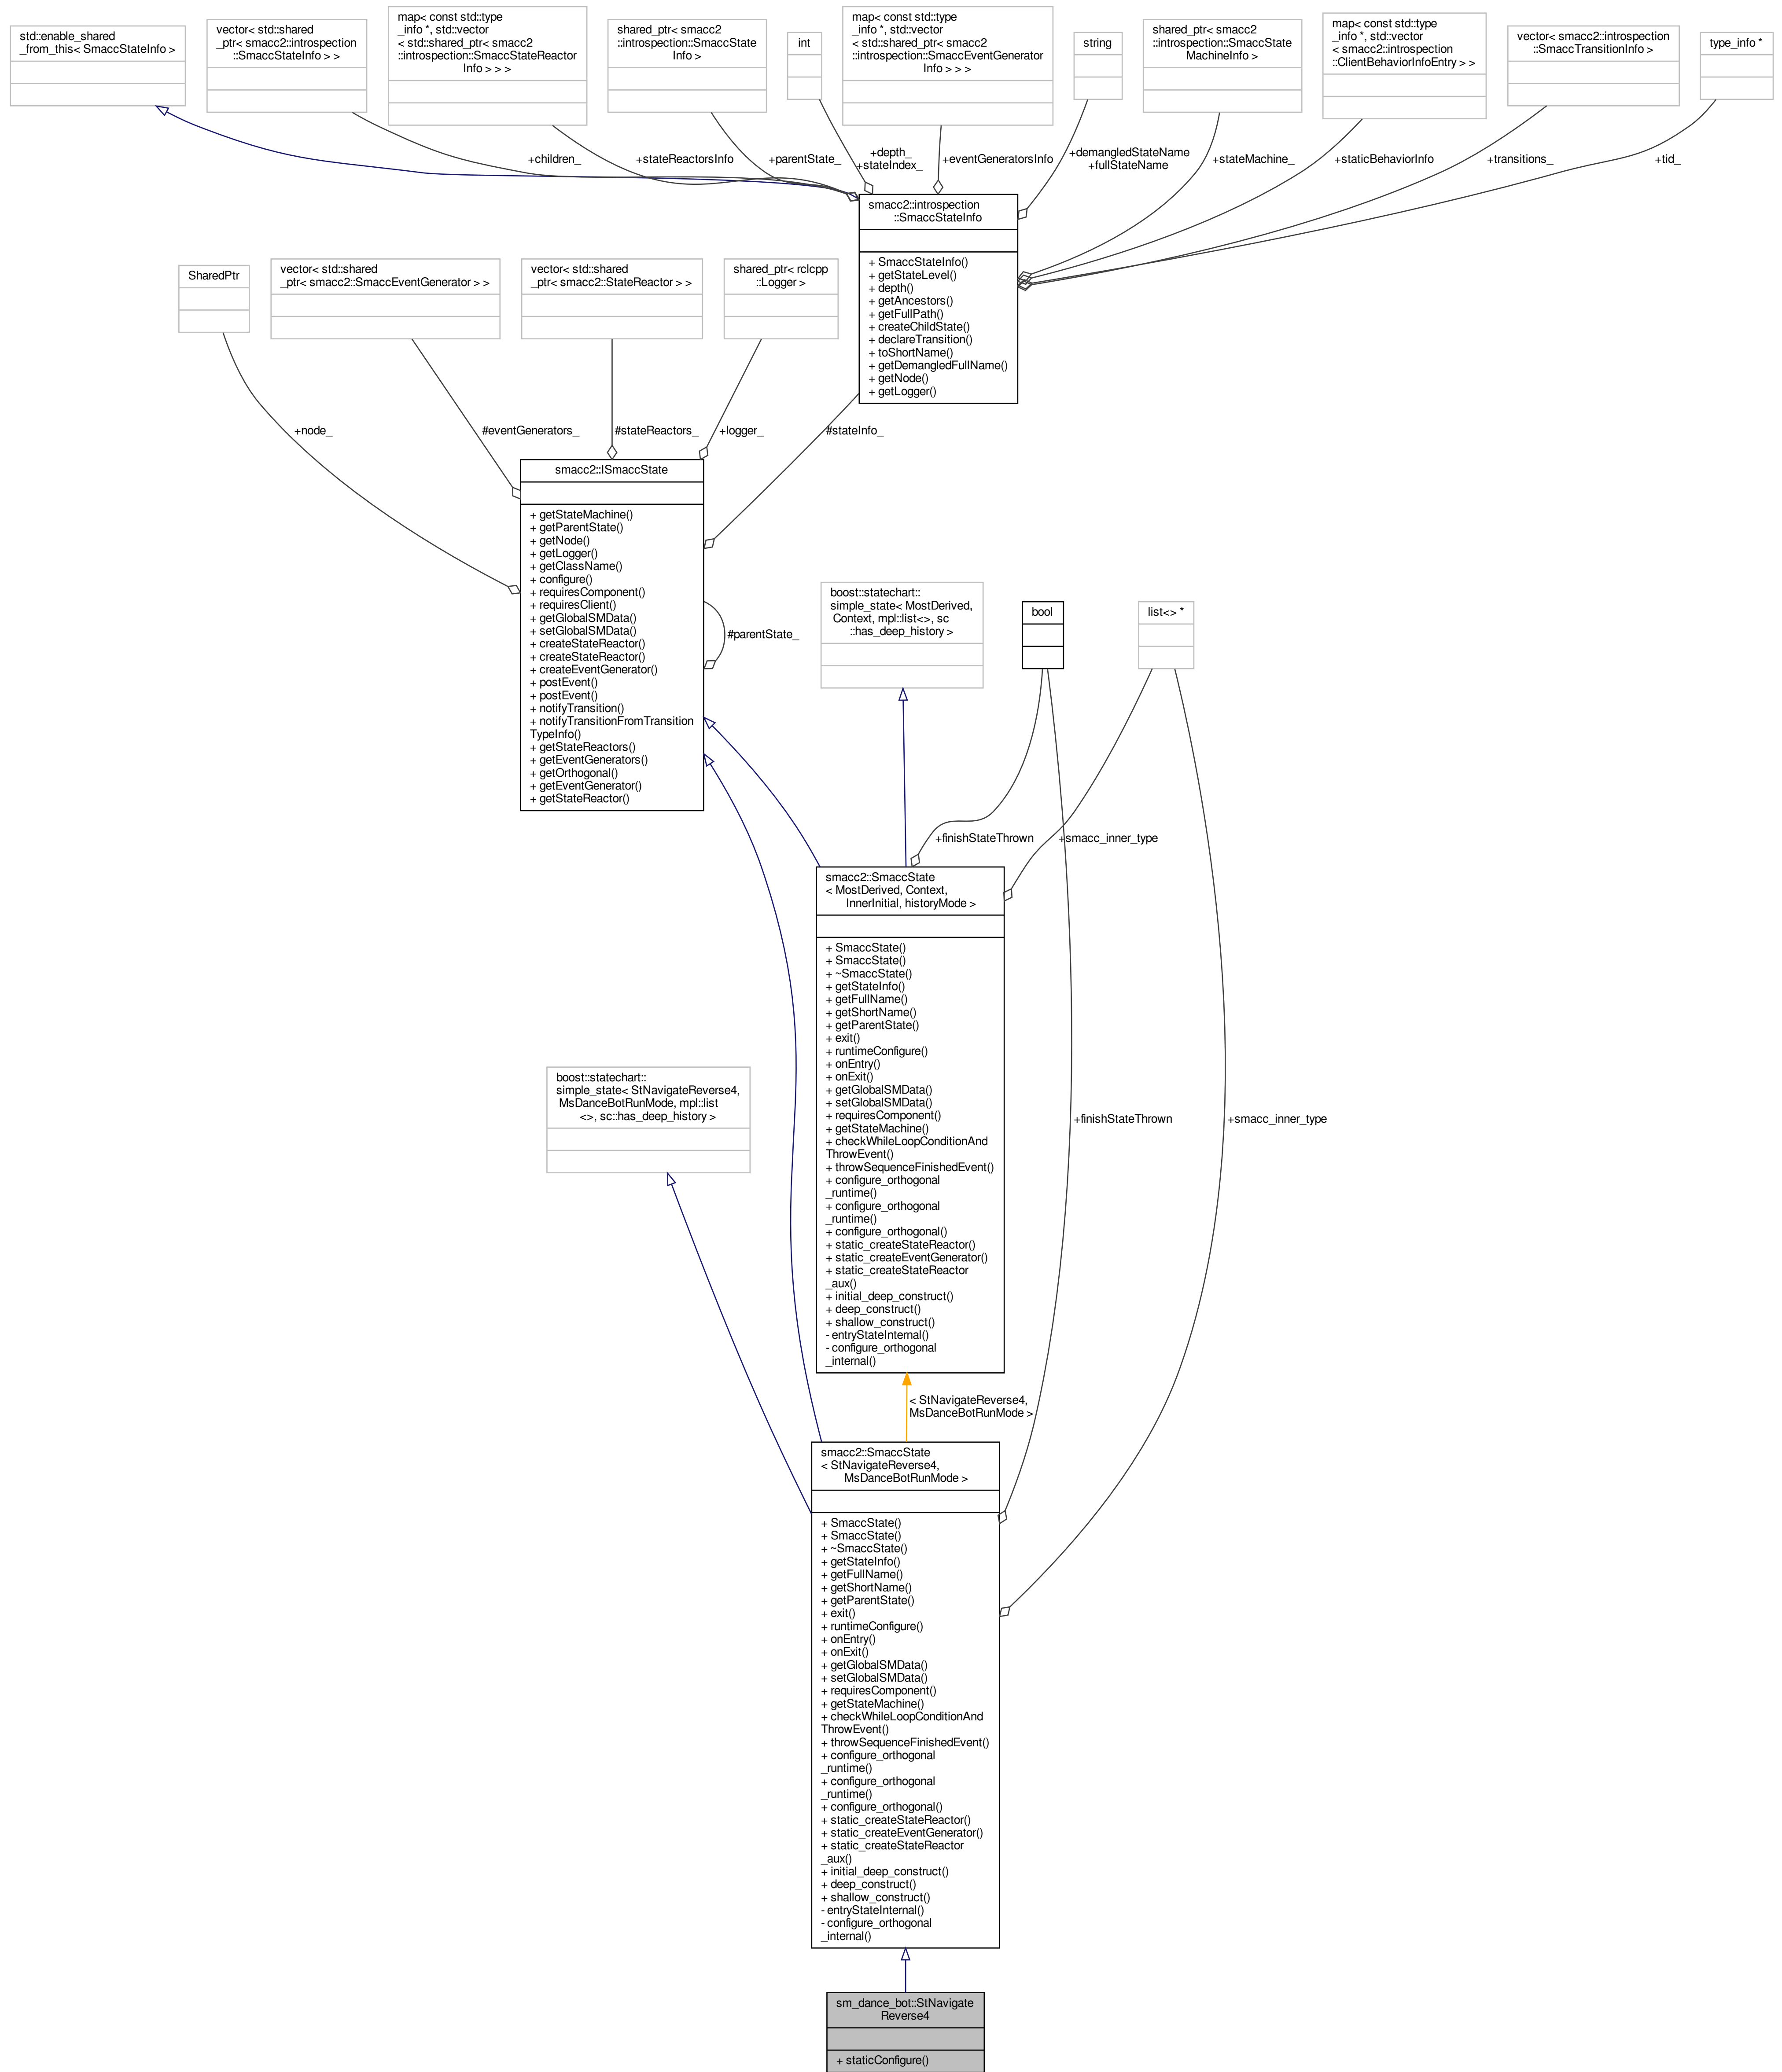 std::enable_shared
_from_this< SmaccStateInfo >
vector< std::shared
_ptr< smacc2::introspection
::SmaccStateInfo > >
map< const std::type
_info *, std::vector
< std::shared_ptr< smacc2
::introspection::SmaccStateReactor
Info > > >
shared_ptr< smacc2
::introspection::SmaccState
Info >
int
map< const std::type
_info *, std::vector
< std::shared_ptr< smacc2
::introspection::SmaccEventGenerator
Info > > >
string
shared_ptr< smacc2
::introspection::SmaccState
MachineInfo >
map< const std::type
_info *, std::vector
< smacc2::introspection
::ClientBehaviorInfoEntry > >
vector< smacc2::introspection
::SmaccTransitionInfo >
type_info *
+children_
+stateReactorsInfo
+parentState_
+depth_
+stateIndex_
+eventGeneratorsInfo
+demangledStateName
+fullStateName
+stateMachine_
+staticBehaviorInfo
+transitions_
+tid_
smacc2::introspection
::SmaccStateInfo
+ SmaccStateInfo()
+ getStateLevel()
+ depth()
+ getAncestors()
+ getFullPath()
+ createChildState()
+ declareTransition()
+ toShortName()
+ getDemangledFullName()
+ getNode()
+ getLogger()
SharedPtr
vector< std::shared
_ptr< smacc2::SmaccEventGenerator > >
vector< std::shared
_ptr< smacc2::StateReactor > >
shared_ptr< rclcpp
::Logger >
+node_
#eventGenerators_
#stateReactors_
+logger_
#stateInfo_
smacc2::ISmaccState
+ getStateMachine()
+ getParentState()
+ getNode()
+ getLogger()
+ getClassName()
+ configure()
+ requiresComponent()
+ requiresClient()
+ getGlobalSMData()
+ setGlobalSMData()
+ createStateReactor()
+ createStateReactor()
+ createEventGenerator()
+ postEvent()
+ postEvent()
+ notifyTransition()
+ notifyTransitionFromTransition
TypeInfo()
+ getStateReactors()
+ getEventGenerators()
+ getOrthogonal()
+ getEventGenerator()
+ getStateReactor()
#parentState_
boost::statechart::
simple_state< MostDerived,
Context, mpl::list<>, sc
::has_deep_history >
bool
list<> *
+finishStateThrown
+smacc_inner_type
smacc2::SmaccState
< MostDerived, Context,
InnerInitial, historyMode >
+ SmaccState()
+ SmaccState()
+ ~SmaccState()
+ getStateInfo()
+ getFullName()
+ getShortName()
+ getParentState()
+ exit()
+ runtimeConfigure()
+ onEntry()
+ onExit()
+ getGlobalSMData()
+ setGlobalSMData()
+ requiresComponent()
+ getStateMachine()
+ checkWhileLoopConditionAnd
ThrowEvent()
+ throwSequenceFinishedEvent()
+ configure_orthogonal
_runtime()
+ configure_orthogonal
_runtime()
+ configure_orthogonal()
+ static_createStateReactor()
+ static_createEventGenerator()
+ static_createStateReactor
_aux()
+ initial_deep_construct()
+ deep_construct()
+ shallow_construct()
- entryStateInternal()
- configure_orthogonal
_internal()
boost::statechart::
simple_state< StNavigateReverse4,
MsDanceBotRunMode, mpl::list
<>, sc::has_deep_history >
+finishStateThrown
+smacc_inner_type
< StNavigateReverse4,
MsDanceBotRunMode >
smacc2::SmaccState
< StNavigateReverse4,
MsDanceBotRunMode >
+ SmaccState()
+ SmaccState()
+ ~SmaccState()
+ getStateInfo()
+ getFullName()
+ getShortName()
+ getParentState()
+ exit()
+ runtimeConfigure()
+ onEntry()
+ onExit()
+ getGlobalSMData()
+ setGlobalSMData()
+ requiresComponent()
+ getStateMachine()
+ checkWhileLoopConditionAnd
ThrowEvent()
+ throwSequenceFinishedEvent()
+ configure_orthogonal
_runtime()
+ configure_orthogonal
_runtime()
+ configure_orthogonal()
+ static_createStateReactor()
+ static_createEventGenerator()
+ static_createStateReactor
_aux()
+ initial_deep_construct()
+ deep_construct()
+ shallow_construct()
- entryStateInternal()
- configure_orthogonal
_internal()
sm_dance_bot::StNavigate
Reverse4
+ staticConfigure()